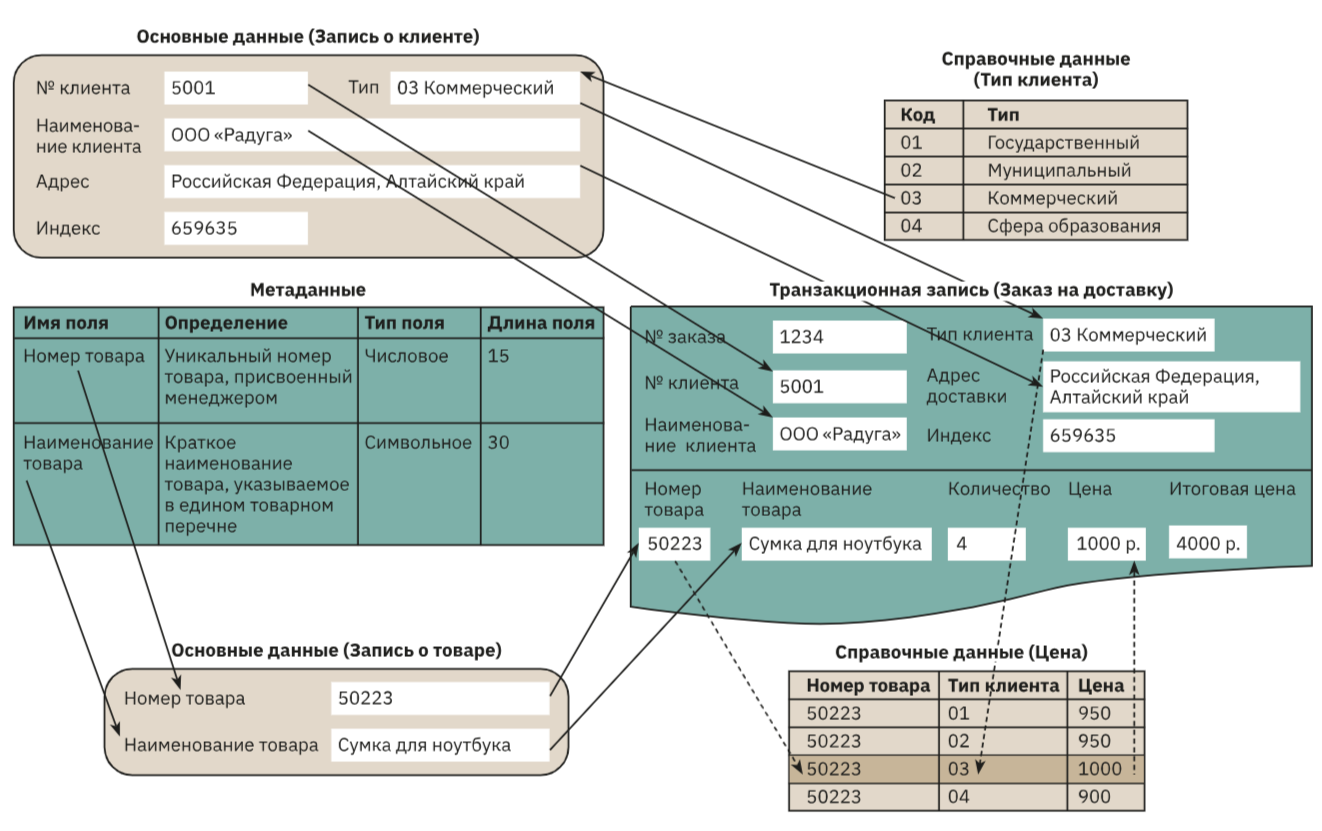 Основные данные (Запись о клиенте)
№ клиента 5001 Тип 03 Коммерческий
Наименова-
ние клиента
ООО «Радуга»
Адрес Российская Федерация, Алтайский край
Индекс 659635
Справочные данные
(Тип клиента)
Код Тип
01 Государственный
02 Муниципальный
03 Коммерческий
04 Сфера образования
Метаданные
Имя поля Определение Тип поля Длина поля
Номер товара Уникальный номер Числовое 15
товара, присвоенный
менеджером
Наименование Краткое Символьное 30
товара наименование
товара, указываемое
в едином товарном
перечне
Транзакционная запись (Заказ на доставку)
№ заказа 1234 Тип клиента 03 Коммерческий
№ клиента 5001
Адрес
доставки
Российская Федерация,
Алтайский край
Наименова-
ние клиента
ООО «Радуга» Индекс 659635
Номер
товара
Наименование
товара
Количество Цена Итоговая цена
50223 Сумка для ноутбука 4 1000 р. 4000 р.
Основные данные (Запись о товаре)
Номер товара 50223
Наименование товара Сумка для ноутбука
Справочные данные (Цена)
Номер товара Тип клиента Цена
50223 01 950
50223 02 950
50223 03 1000
50223 04 900